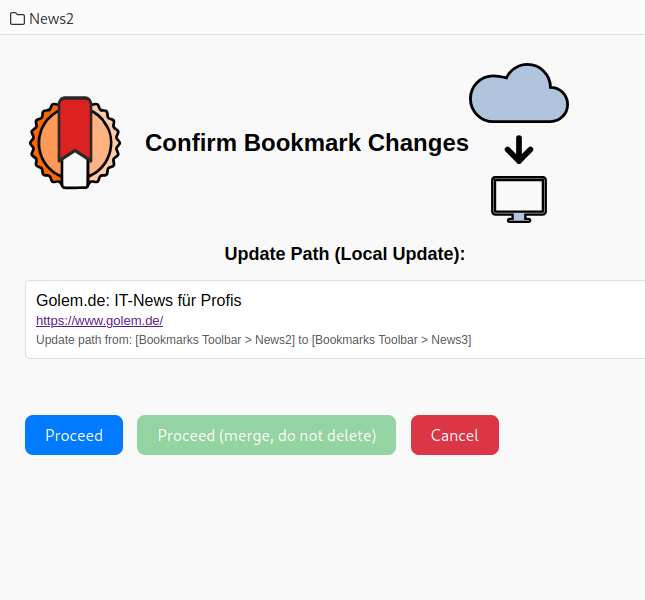 News2
Confirm Bookmark Changes
Update Path (Local Update):
Golem.de: IT-News für Profis
https://www.golem.de/
Update path from: [Bookmarks Toolbar > News2] to [Bookmarks Toolbar > News3]
Proceed
Proceed (merge, do not delete)
Cancel